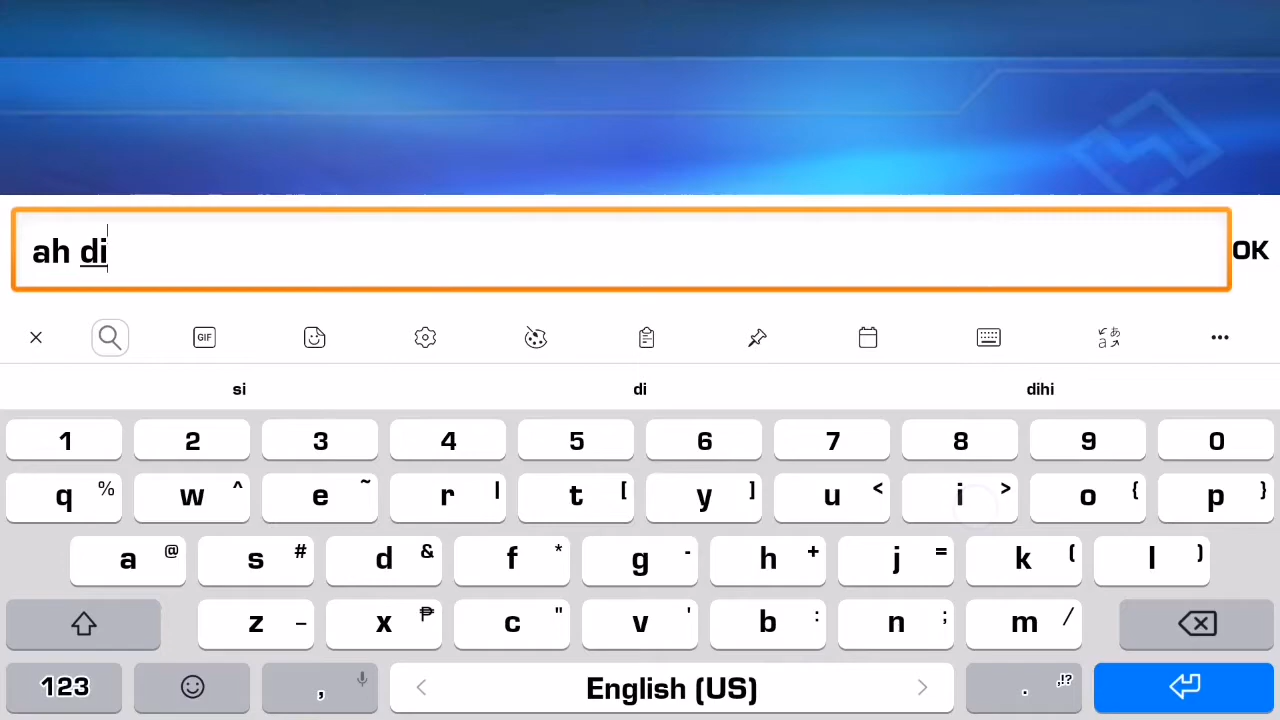 ah di
OK
GIF
si di dihi
1 2 3 4 5 6 7 8 9 0
q % w ^ e ~ r | t [ y ] u < i > o { p }
a @ s # d & f * g - h + j = k ( l )
z – x ₱ c " v ' b : n ; m /
123 , English (US) . ,!?